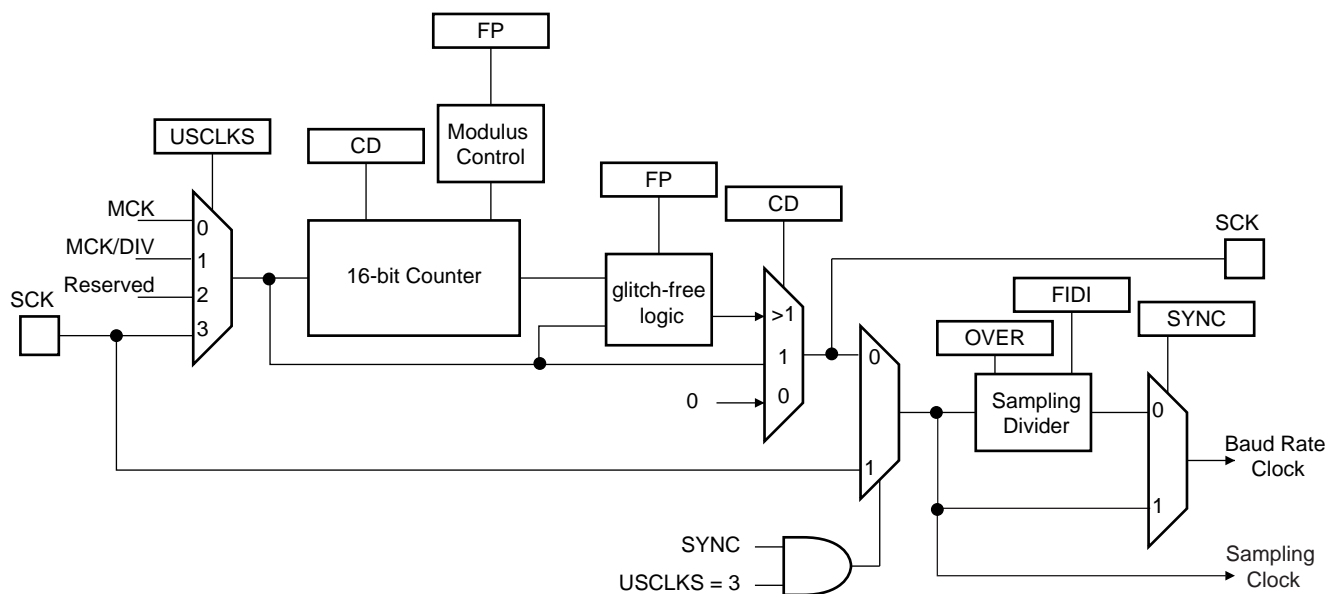 FP
USCLKS
CD
Modulus
Control
FP
CD
MCK
0
MCK/DIV
1
Reserved
2
SCK
3
16-bit Counter
glitch-free
logic
>1
1
0
0
SCK
FIDI
OVER
SYNC
0
1
Sampling
Divider
0
1
Baud Rate
Clock
SYNC
USCLKS = 3
Sampling
Clock